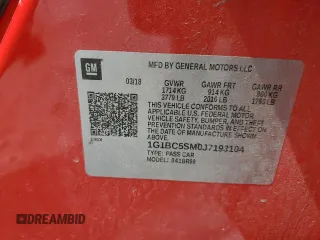 GM
MFD BY GENERAL MOTORS LLC
03/18 GVWR GAWR FRT GAWR RR
1714 KG 914 KG
3779 LB 2016 LB
THIS VEHICLE CONFORMS TO ALL
APPLICABLE U.S. FEDERAL MOTOR
VEHICLE SAFETY, BUMPER, AND THEFT
PREVENTION STANDARDS IN EFFECT
ON THE DATE OF MANUFACTURE
SHOWN ABOVE.
TYPE: PASS CAR
DREAMBID